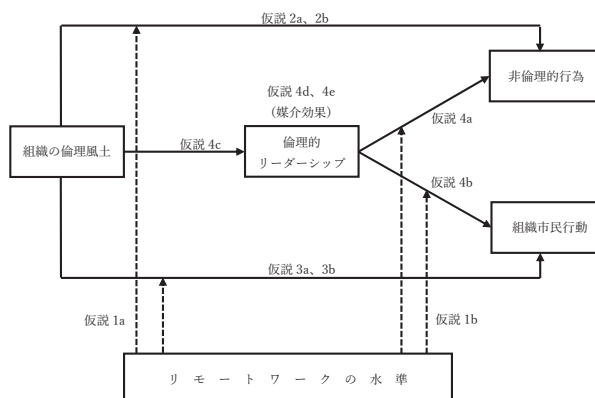 仮説 2a、2b
非倫理的行為
仮説 4d、4e
(媒介効果)
仮説 4a
組織の倫理風土
仮説 4c
倫理的
リーダーシップ
仮説 4b
組織市民行動
仮説 3a、3b
仮説 1a
仮説 1b
リモートワークの水準